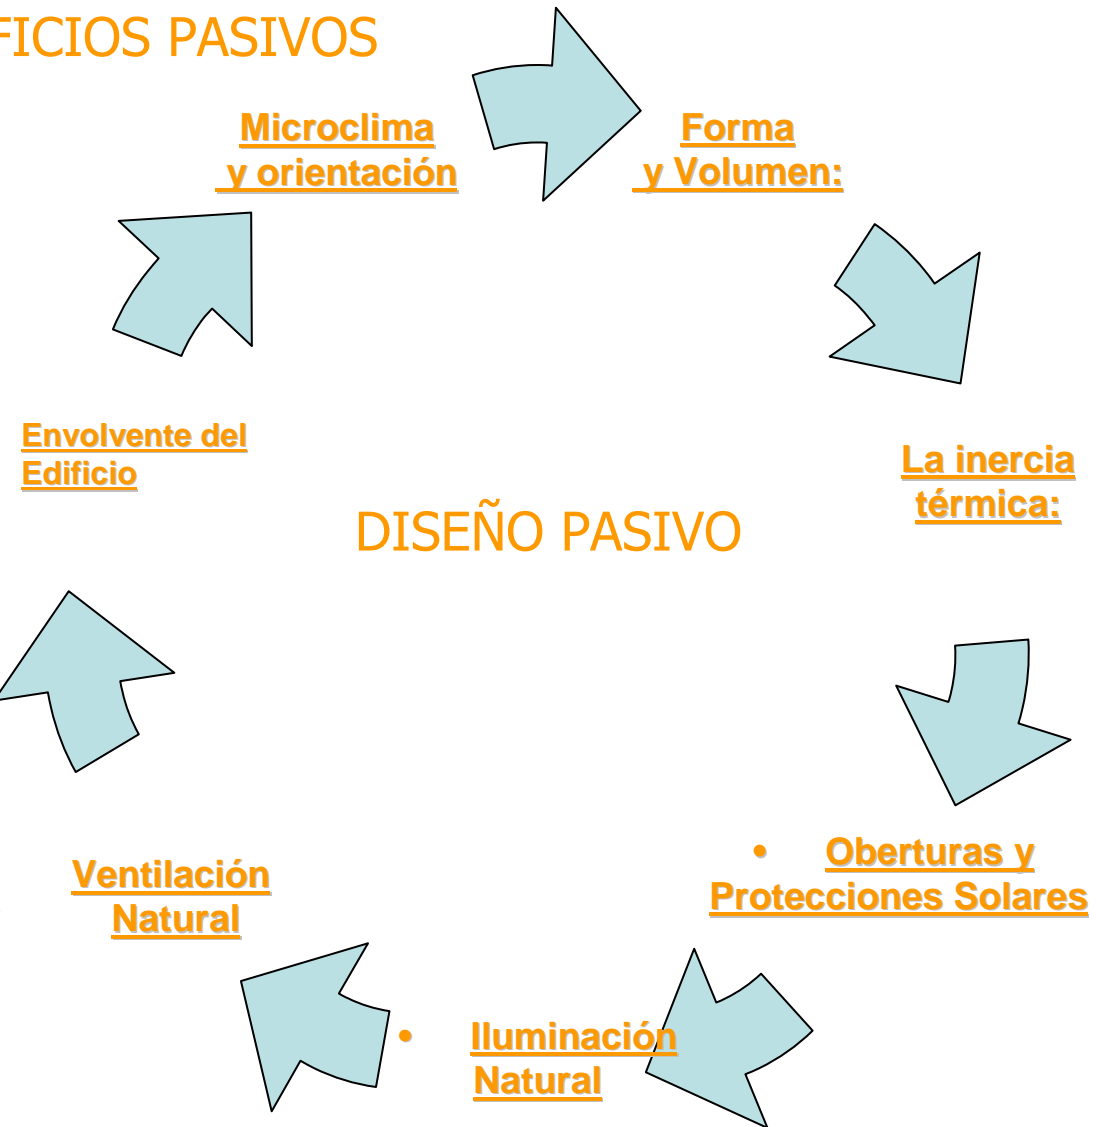 FICIOS PASIVOS
Microclima
y orientación
Forma
y Volumen:
La inercia
térmica:
• Oberturas y
Protecciones Solares
• Iluminación
Natural
Ventilación
Natural
Envolvente del
Edificio
DISEÑO PASIVO